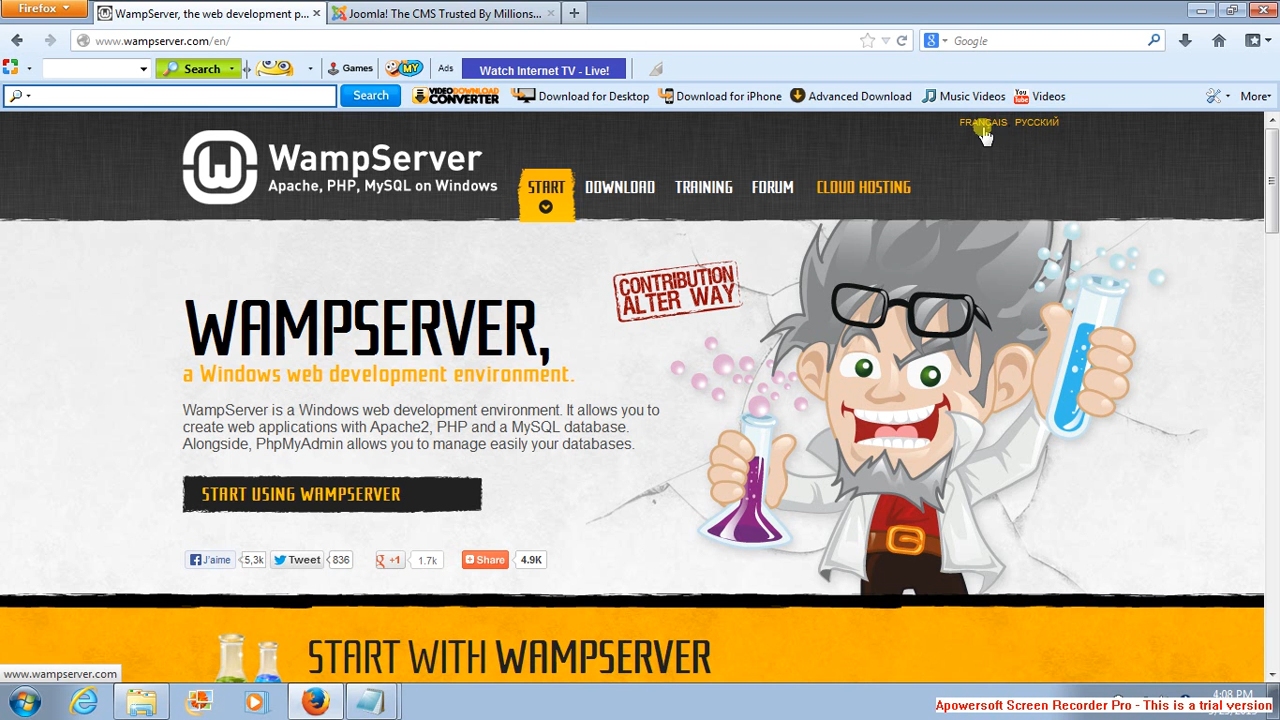 Firefox
WampServer, the web development p...
Joomla! The CMS Trusted By Millions...
www.wampserver.com/en/
Google
Search
Games
MY
Ads
Watch Internet TV - Live!
Search
VIDEO DOWNLOAD CONVERTER
Download for Desktop
Download for iPhone
Advanced Download
Music Videos
You Tube
Videos
More
FRANÇAIS РУССКИЙ
WampServer
Apache, PHP, MySQL on Windows
START DOWNLOAD TRAINING FORUM CLOUD HOSTING
CONTRIBUTION
ALTER WAY
WAMPSERVER,
a Windows web development environment.
WampServer is a Windows web development environment. It allows you to
create web applications with Apache2, PHP and a MySQL database.
Alongside, PhpMyAdmin allows you to manage easily your databases.
START USING WAMPSERVER
J'aime 5,3k Tweet 836 +1 1.7k Share 4.9K
START WITH WAMPSERVER
www.wampserver.com
4:08 PM
Apowersoft Screen Recorder Pro - This is a trial version